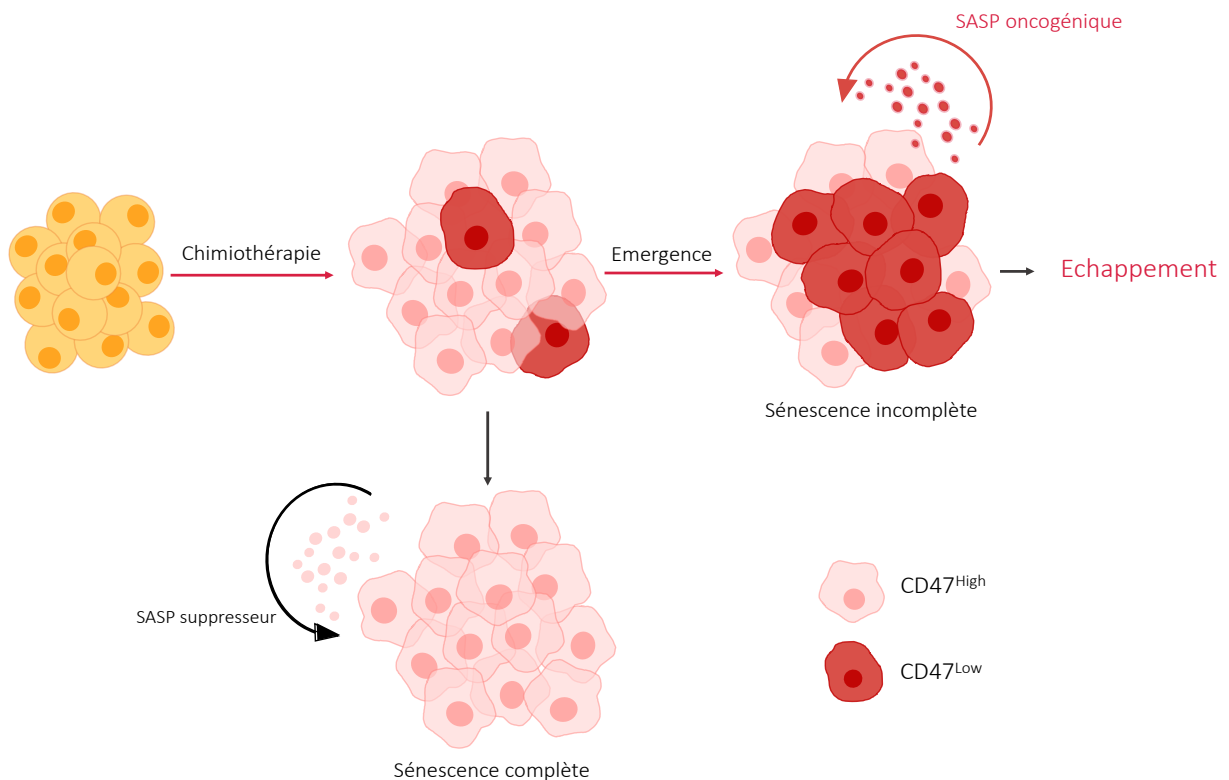 SASP oncogénique
Chimiothérapie
Emergence
Echappement
Sénescence incomplète
SASP suppresseur
CD47High
CD47Low
Sénescence complète